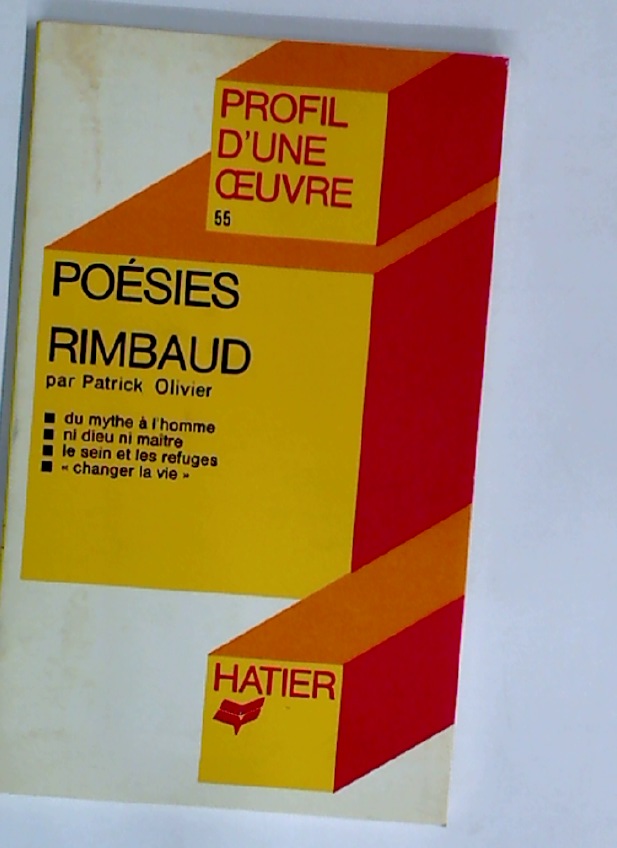 PROFIL
D'UNE
ŒUVRE
55
POÉSIES
RIMBAUD
par Patrick Olivier
■ du mythe à l'homme
■ ni dieu ni maître
■ le sein et les refuges
■ « changer la vie »
HATIER